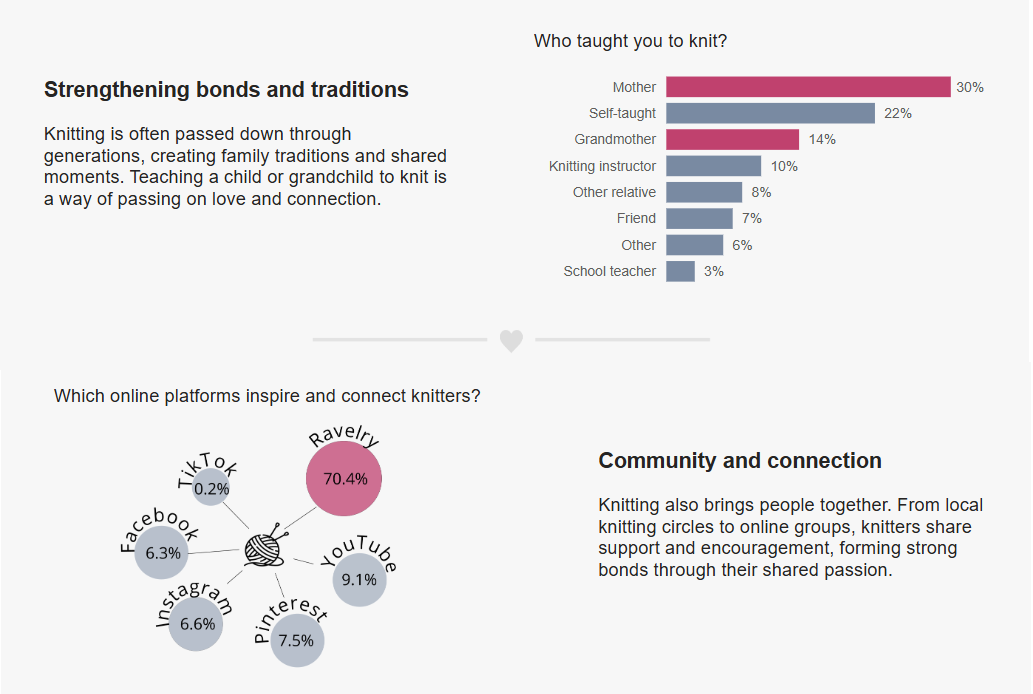 Who taught you to knit?
Strengthening bonds and traditions
Knitting is often passed down through
generations, creating family traditions and shared
moments. Teaching a child or grandchild to knit is
a way of passing on love and connection.
Mother 30%
Self-taught 22%
Grandmother 14%
Knitting instructor 10%
Other relative 8%
Friend 7%
Other 6%
School teacher 3%
Which online platforms inspire and connect knitters?
Ravelry
70.4%
TikTok
0.2%
Facebook
6.3%
YouTube
9.1%
Instagram
6.6%
Pinterest
7.5%
Community and connection
Knitting also brings people together. From local
knitting circles to online groups, knitters share
support and encouragement, forming strong
bonds through their shared passion.